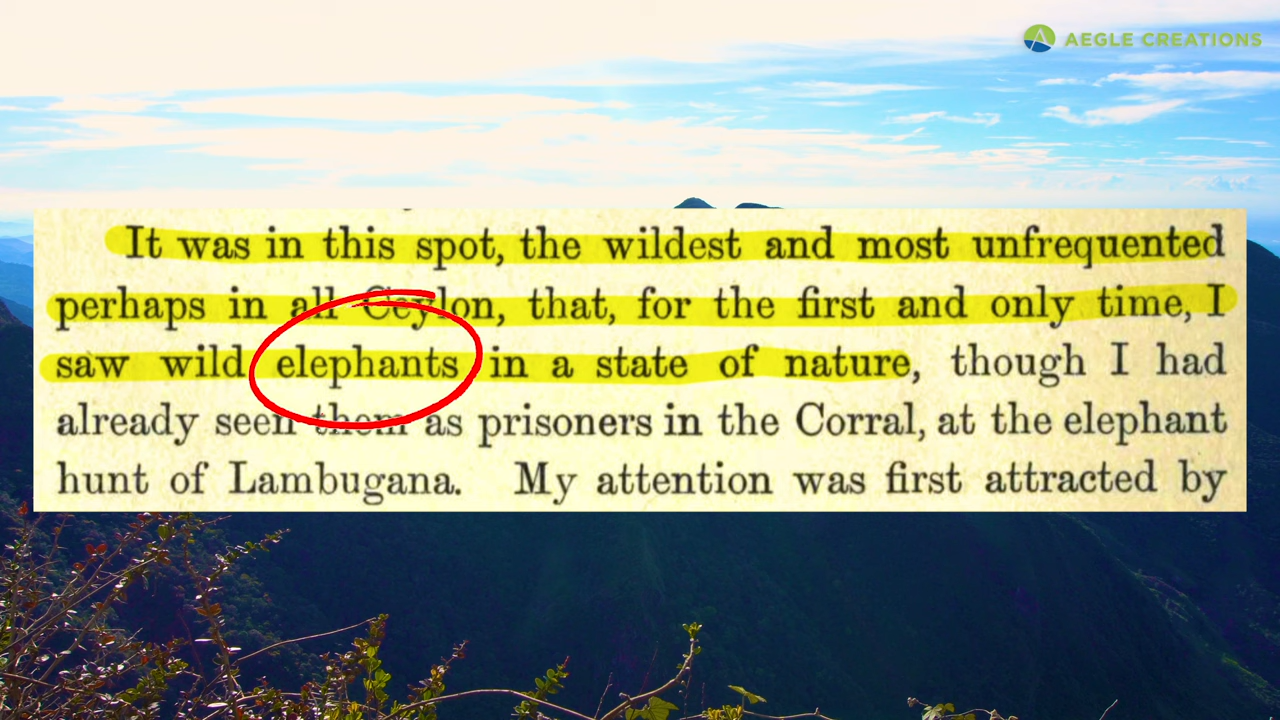 AEGLE CREATIONS
It was in this spot, the wildest and most unfrequented
perhaps in all Ceylon, that, for the first and only time, I
saw wild elephants in a state of nature, though I had
already seen them as prisoners in the Corral, at the elephant
hunt of Lambugana. My attention was first attracted by